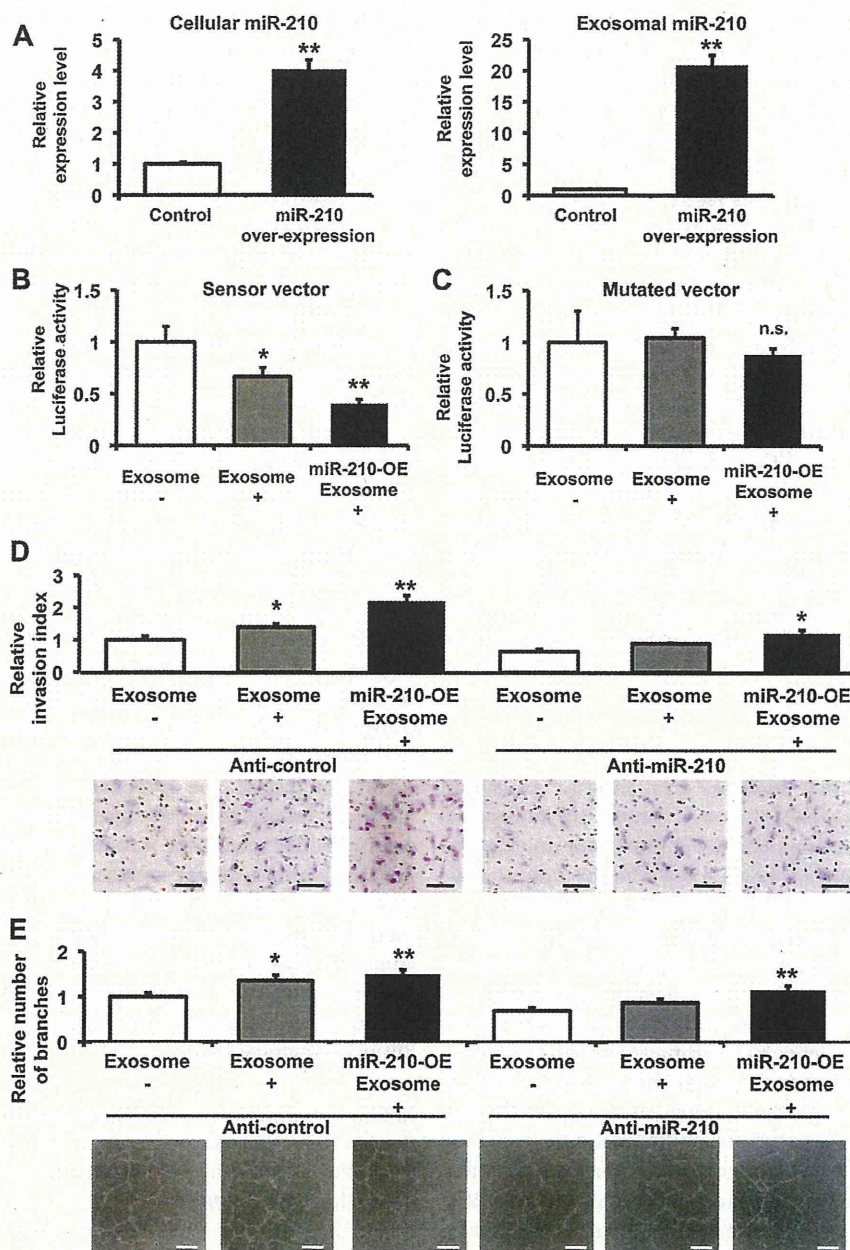 A
Cellular miR-210
Relative
expression level
5
4
3
2
1
0
**
Control
miR-210
over-expression
Exosomal miR-210
Relative
expression level
25
20
15
10
5
0
**
Control
miR-210
over-expression
B
Sensor vector
Relative
Luciferase activity
1.5
1
0.5
0
*
**
Exosome
-
Exosome
+
miR-210-OE
Exosome
+
C
Mutated vector
Relative
Luciferase activity
1.5
1
0.5
0
n.s.
Exosome
-
Exosome
+
miR-210-OE
Exosome
+
D
Relative
invasion index
3
2
1
0
*
**
*
Exosome
-
Exosome
+
miR-210-OE
Exosome
+
Exosome
-
Exosome
+
miR-210-OE
Exosome
+
Anti-control
Anti-miR-210
E
Relative number
of branches
2
1
0
*
**
**
Exosome
-
Exosome
+
miR-210-OE
Exosome
+
Exosome
-
Exosome
+
miR-210-OE
Exosome
+
Anti-control
Anti-miR-210